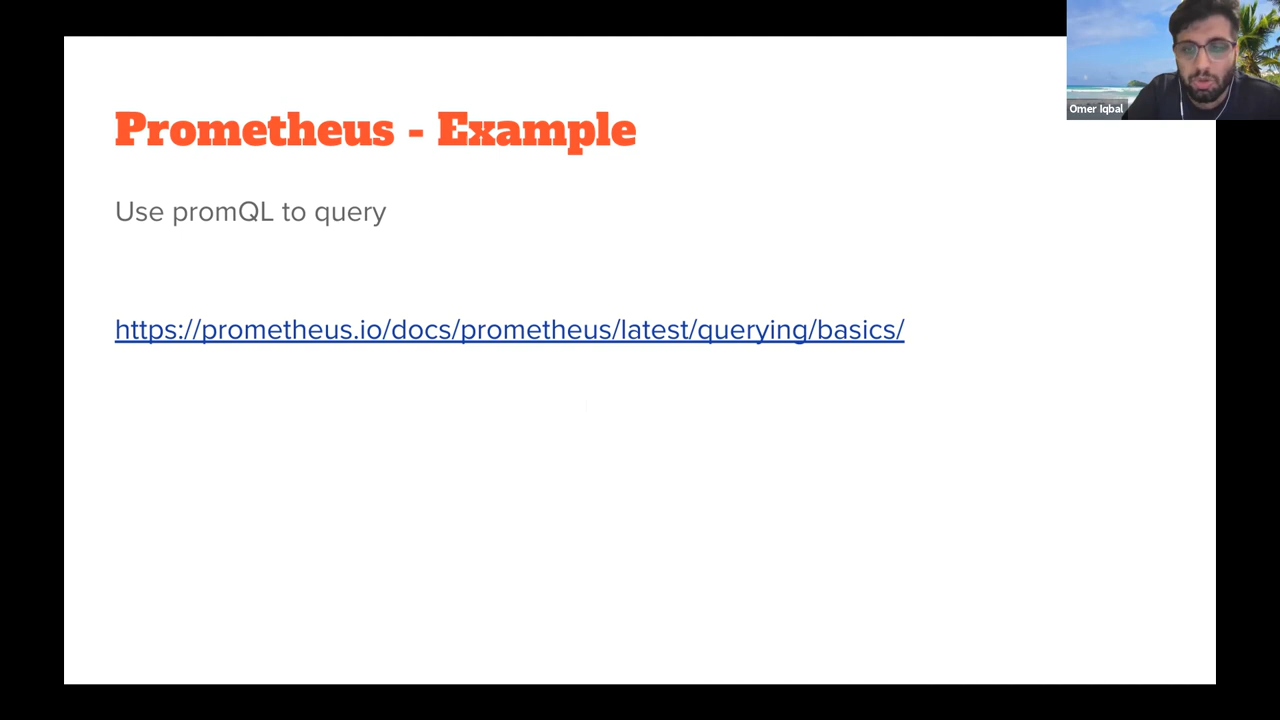 Prometheus - Example
Use promQL to query
https://prometheus.io/docs/prometheus/latest/querying/basics/
Omer Iqbal